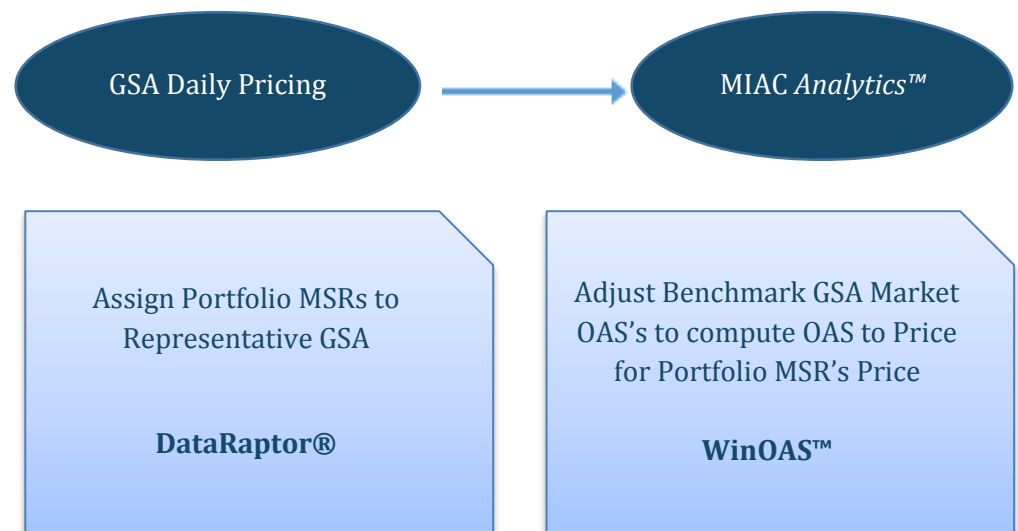 GSA Daily Pricing
MIAC Analytics™
Assign Portfolio MSRs to
Representative GSA
DataRaptor®
Adjust Benchmark GSA Market
OAS's to compute OAS to Price
for Portfolio MSR's Price
WinOAS™